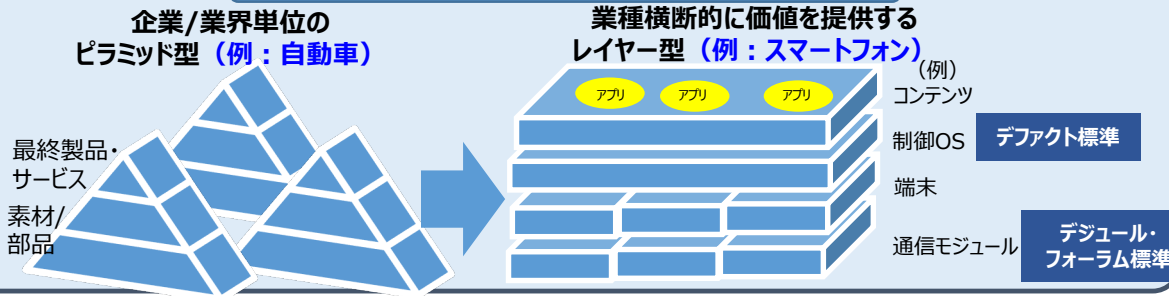 企業/業界単位の
ピラミッド型（例：自動車）
最終製品・
サービス
素材/
部品
業種横断的に価値を提供する
レイヤー型（例：スマートフォン）
アプリ
アプリ
アプリ
（例）
コンテンツ
制御OS
デファクト標準
端末
通信モジュール
デジュール・
フォーラム標準